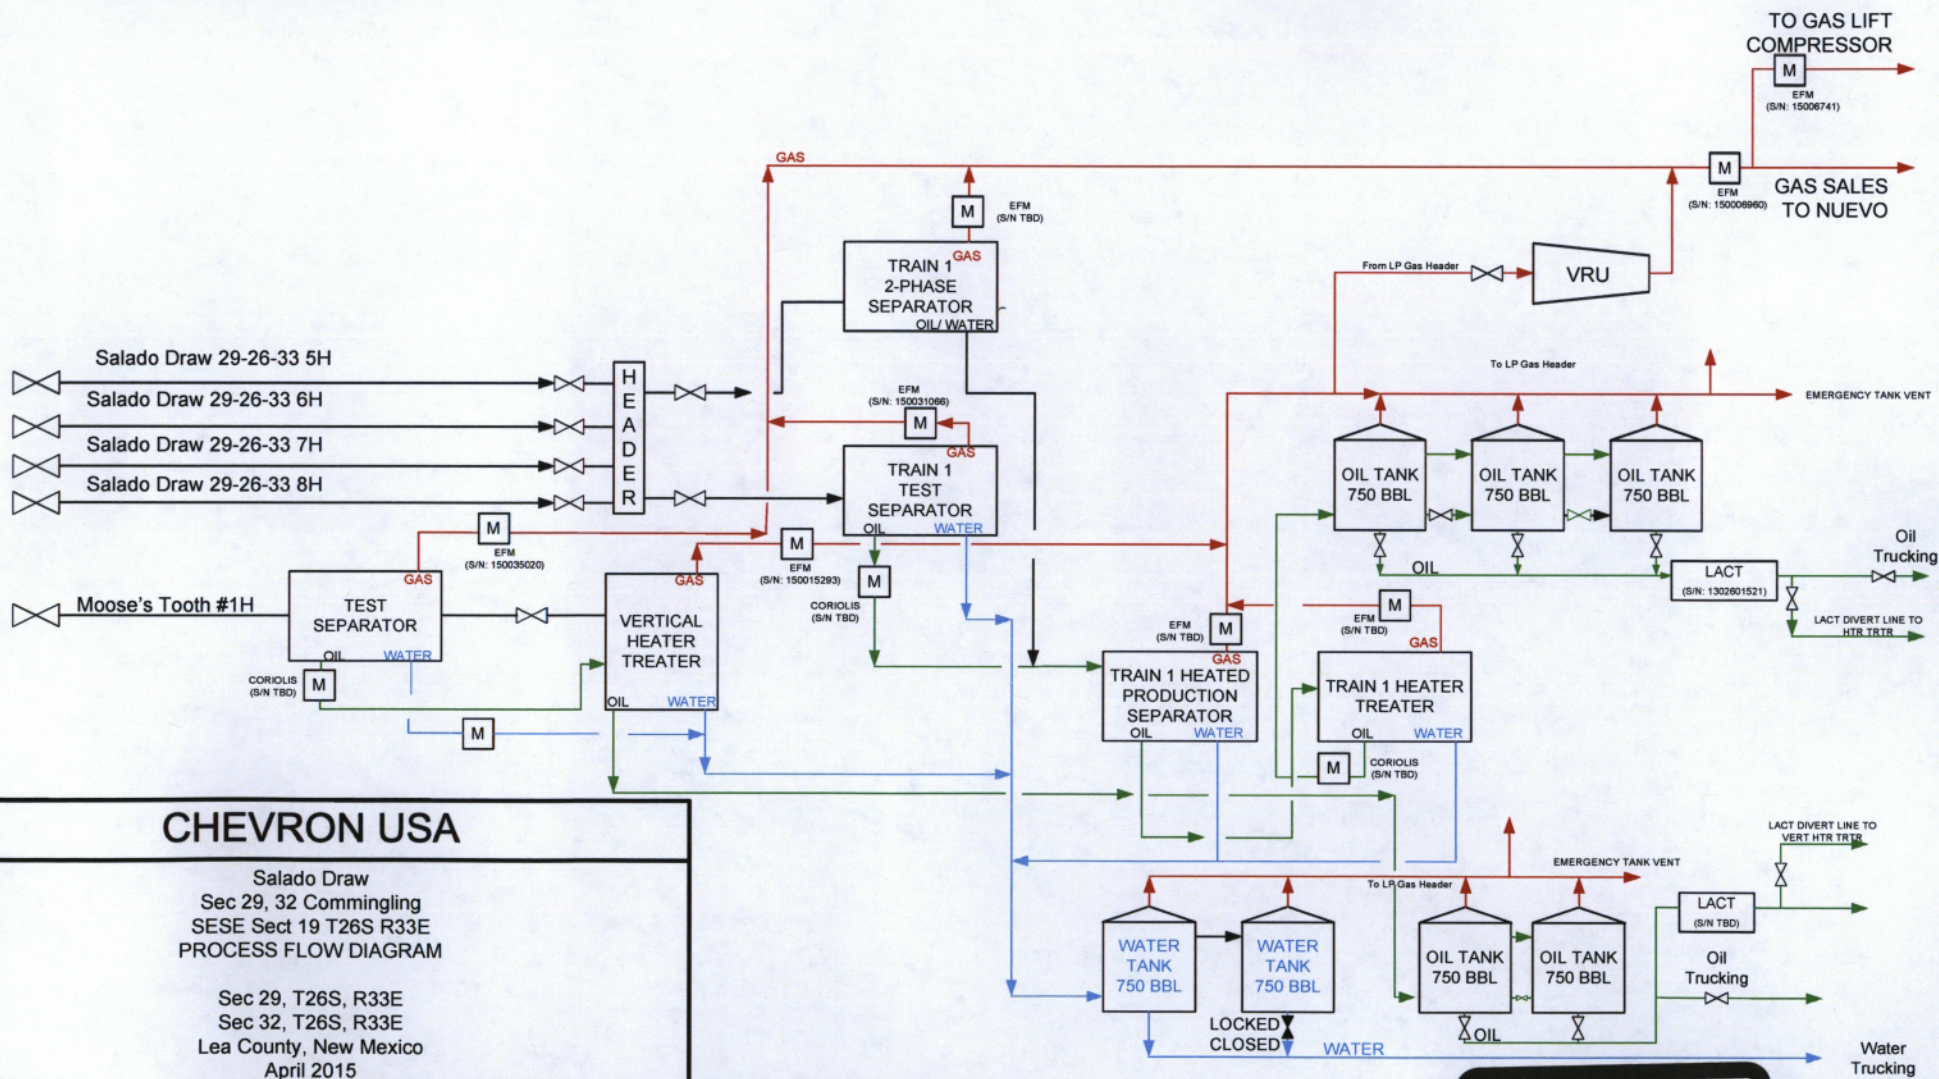 TO GAS LIFT
COMPRESSOR
M
EFM
(S/N: 15006741)
GAS
M
EFM
(S/N: 150006960)
GAS SALES
TO NUEVO
M
EFM
(S/N TBD)
GAS
TRAIN 1
2-PHASE
SEPARATOR
OIL/ WATER
From LP Gas Header
VRU
Salado Draw 29-26-33 5H
Salado Draw 29-26-33 6H
Salado Draw 29-26-33 7H
Salado Draw 29-26-33 8H
HEADER
EFM
(S/N: 150031066)
M
GAS
TRAIN 1
TEST
SEPARATOR
OIL
WATER
To LP Gas Header
EMERGENCY TANK VENT
OIL TANK
750 BBL
OIL TANK
750 BBL
OIL TANK
750 BBL
OIL
LACT
(S/N: 1302601521)
Oil
Trucking
LACT DIVERT LINE TO
HTR TRTR
M
EFM
(S/N: 150035020)
M
EFM
(S/N: 150015293)
M
CORIOLIS
(S/N TBD)
Moose's Tooth #1H
GAS
TEST
SEPARATOR
OIL
WATER
CORIOLIS
(S/N TBD)
M
M
GAS
VERTICAL
HEATER
TREATER
OIL
WATER
EFM
(S/N TBD)
M
GAS
TRAIN 1 HEATED
PRODUCTION
SEPARATOR
OIL
WATER
M
EFM
(S/N TBD)
GAS
TRAIN 1 HEATER
TREATER
OIL
WATER
M
CORIOLIS
(S/N TBD)
CHEVRON USA
Salado Draw
Sec 29, 32 Commingling
SESE Sect 19 T26S R33E
PROCESS FLOW DIAGRAM
Sec 29, T26S, R33E
Sec 32, T26S, R33E
Lea County, New Mexico
April 2015
EMERGENCY TANK VENT
To LP Gas Header
WATER
TANK
750 BBL
WATER
TANK
750 BBL
LOCKED
CLOSED
WATER
OIL TANK
750 BBL
OIL TANK
750 BBL
OIL
LACT DIVERT LINE TO
VERT HTR TRTR
LACT
(S/N TBD)
Oil
Trucking
Water
Trucking